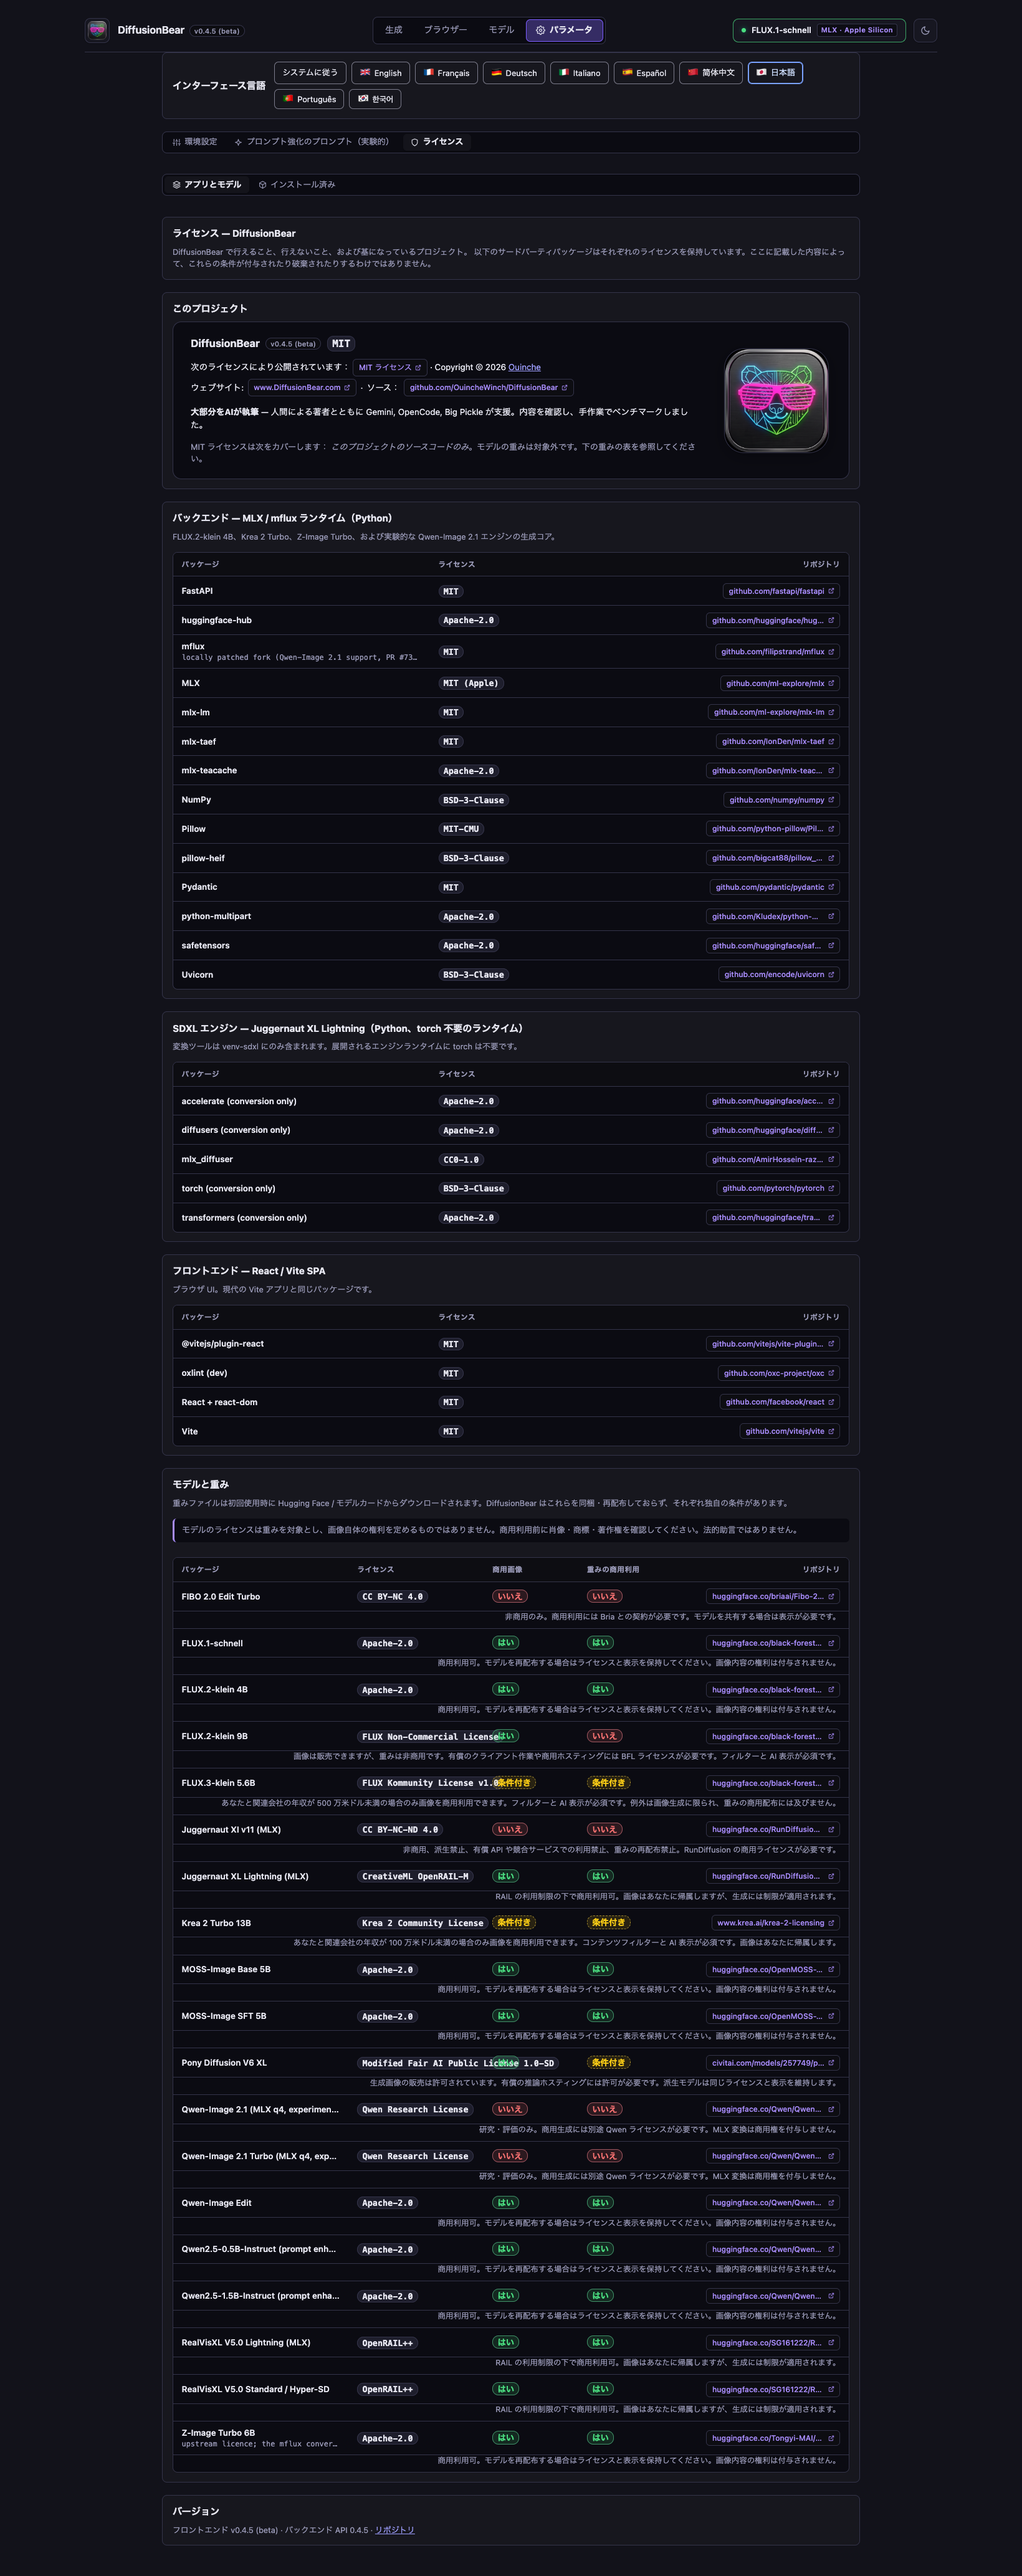 DiffusionBear v0.4.5 (beta)
生成 ブラウザー モデル パラメータ
FLUX.1-schnell MLX · Apple Silicon
インターフェース言語
システムに従う English Français Deutsch Italiano Español 简体中文 日本語
Português 한국어
環境設定 プロンプト強化のプロンプト（実験的） ライセンス
アプリとモデル インストール済み
ライセンス — DiffusionBear
DiffusionBear で行えること、行えないこと、および基になっているプロジェクト。 以下のサードパーティパッケージはそれぞれのライセンスを保持しています。ここに記載した内容によっ
て、これらの条件が付与されたり破棄されたりするわけではありません。
このプロジェクト
DiffusionBear v0.4.5 (beta) MIT
次のライセンスにより公開されています： MIT ライセンス · Copyright © 2026 Ouinche
ウェブサイト: www.DiffusionBear.com · ソース： github.com/OuincheWinch/DiffusionBear
大部分をAIが執筆 — 人間による著者とともに Gemini, OpenCode, Big Pickle が支援。内容を確認し、手作業でベンチマークしまし
た。
MIT ライセンスは次をカバーします： このプロジェクトのソースコードのみ。モデルの重みは対象外です。下の重みの表を参照してくださ
い。
バックエンド — MLX / mflux ランタイム（Python）
FLUX.2-klein 4B、Krea 2 Turbo、Z-Image Turbo、および実験的な Qwen-Image 2.1 エンジンの生成コア。
パッケージ ライセンス リポジトリ
FastAPI MIT github.com/fastapi/fastapi
huggingface-hub Apache-2.0 github.com/huggingface/hug...
mflux MIT github.com/filipstrand/mflux
locally patched fork (Qwen-Image 2.1 support, PR #73…
MLX MIT (Apple) github.com/ml-explore/mlx
mlx-lm MIT github.com/ml-explore/mlx-lm
mlx-taef MIT github.com/IonDen/mlx-taef
mlx-teacache Apache-2.0 github.com/IonDen/mlx-teac...
NumPy BSD-3-Clause github.com/numpy/numpy
Pillow MIT-CMU github.com/python-pillow/Pil...
pillow-heif BSD-3-Clause github.com/bigcat88/pillow_...
Pydantic MIT github.com/pydantic/pydantic
python-multipart Apache-2.0 github.com/Kludex/python-...
safetensors Apache-2.0 github.com/huggingface/saf...
Uvicorn BSD-3-Clause github.com/encode/uvicorn
SDXL エンジン — Juggernaut XL Lightning（Python、torch 不要のランタイム）
変換ツールは venv-sdxl にのみ含まれます。展開されるエンジンランタイムに torch は不要です。
パッケージ ライセンス リポジトリ
accelerate (conversion only) Apache-2.0 github.com/huggingface/acc...
diffusers (conversion only) Apache-2.0 github.com/huggingface/diff...
mlx_diffuser CC0-1.0 github.com/AmirHossein-raz...
torch (conversion only) BSD-3-Clause github.com/pytorch/pytorch
transformers (conversion only) Apache-2.0 github.com/huggingface/tra...
フロントエンド — React / Vite SPA
ブラウザ UI。現代の Vite アプリと同じパッケージです。
パッケージ ライセンス リポジトリ
@vitejs/plugin-react MIT github.com/vitejs/vite-plugin...
oxlint (dev) MIT github.com/oxc-project/oxc
React + react-dom MIT github.com/facebook/react
Vite MIT github.com/vitejs/vite
モデルと重み
重みファイルは初回使用時に Hugging Face / モデルカードからダウンロードされます。DiffusionBear はこれらを同梱・再配布しておらず、それぞれ独自の条件があります。
モデルのライセンスは重みを対象とし、画像自体の権利を定めるものではありません。商用利用前に肖像・商標・著作権を確認してください。法的助言ではありません。
パッケージ ライセンス 商用画像 重みの商用利用 リポジトリ
FIBO 2.0 Edit Turbo CC BY-NC 4.0 いいえ いいえ huggingface.co/briaai/Fibo-2...
非商用のみ。商用利用には Bria との契約が必要です。モデルを共有する場合は表示が必要です。
FLUX.1-schnell Apache-2.0 はい はい huggingface.co/black-forest...
商用利用可。モデルを再配布する場合はライセンスと表示を保持してください。画像内容の権利は付与されません。
FLUX.2-klein 4B Apache-2.0 はい はい huggingface.co/black-forest...
商用利用可。モデルを再配布する場合はライセンスと表示を保持してください。画像内容の権利は付与されません。
FLUX.2-klein 9B FLUX Non-Commercial License はい いいえ huggingface.co/black-forest...
画像は販売できますが、重みは非商用です。有償のクライアント作業や商用ホスティングには BFL ライセンスが必要です。フィルターと AI 表示が必須です。
FLUX.3-klein 5.6B FLUX Kommunity License v1.0 条件付き 条件付き huggingface.co/black-forest...
あなたと関連会社の年収が 500 万米ドル未満の場合のみ画像を商用利用できます。フィルターと AI 表示が必須です。例外は画像生成に限られ、重みの商用配布には及びません。
Juggernaut XI v11 (MLX) CC BY-NC-ND 4.0 いいえ いいえ huggingface.co/RunDiffusio...
非商用、派生禁止、有償 API や競合サービスでの利用禁止、重みの再配布禁止。RunDiffusion の商用ライセンスが必要です。
Juggernaut XL Lightning (MLX) CreativeML OpenRAIL-M はい はい huggingface.co/RunDiffusio...
RAIL の利用制限の下で商用利用可。画像はあなたに帰属しますが、生成には制限が適用されます。
Krea 2 Turbo 13B Krea 2 Community License 条件付き 条件付き www.krea.ai/krea-2-licensing
あなたと関連会社の年収が 100 万米ドル未満の場合のみ画像を商用利用できます。コンテンツフィルターと AI 表示が必須です。画像はあなたに帰属します。
MOSS-Image Base 5B Apache-2.0 はい はい huggingface.co/OpenMOSS-...
商用利用可。モデルを再配布する場合はライセンスと表示を保持してください。画像内容の権利は付与されません。
MOSS-Image SFT 5B Apache-2.0 はい はい huggingface.co/OpenMOSS-...
商用利用可。モデルを再配布する場合はライセンスと表示を保持してください。画像内容の権利は付与されません。
Pony Diffusion V6 XL Modified Fair AI Public License 1.0-SD はい 条件付き civitai.com/models/257749/p...
生成画像の販売は許可されています。有償の推論ホスティングには許可が必要です。派生モデルは同じライセンスと表示を維持します。
Qwen-Image 2.1 (MLX q4, experimen... Qwen Research License いいえ いいえ huggingface.co/Qwen/Qwen...
研究・評価のみ。商用生成には別途 Qwen ライセンスが必要です。MLX 変換は商用権を付与しません。
Qwen-Image 2.1 Turbo (MLX q4, exp... Qwen Research License いいえ いいえ huggingface.co/Qwen/Qwen...
研究・評価のみ。商用生成には別途 Qwen ライセンスが必要です。MLX 変換は商用権を付与しません。
Qwen-Image Edit Apache-2.0 はい はい huggingface.co/Qwen/Qwen...
商用利用可。モデルを再配布する場合はライセンスと表示を保持してください。画像内容の権利は付与されません。
Qwen2.5-0.5B-Instruct (prompt enh... Apache-2.0 はい はい huggingface.co/Qwen/Qwen...
商用利用可。モデルを再配布する場合はライセンスと表示を保持してください。画像内容の権利は付与されません。
Qwen2.5-1.5B-Instruct (prompt enha... Apache-2.0 はい はい huggingface.co/Qwen/Qwen...
商用利用可。モデルを再配布する場合はライセンスと表示を保持してください。画像内容の権利は付与されません。
RealVisXL V5.0 Lightning (MLX) OpenRAIL++ はい はい huggingface.co/SG161222/R...
RAIL の利用制限の下で商用利用可。画像はあなたに帰属しますが、生成には制限が適用されます。
RealVisXL V5.0 Standard / Hyper-SD OpenRAIL++ はい はい huggingface.co/SG161222/R...
RAIL の利用制限の下で商用利用可。画像はあなたに帰属しますが、生成には制限が適用されます。
Z-Image Turbo 6B Apache-2.0 はい はい huggingface.co/Tongyi-MAI/...
upstream licence; the mflux conver…
商用利用可。モデルを再配布する場合はライセンスと表示を保持してください。画像内容の権利は付与されません。
バージョン
フロントエンド v0.4.5 (beta) · バックエンド API 0.4.5 · リポジトリ